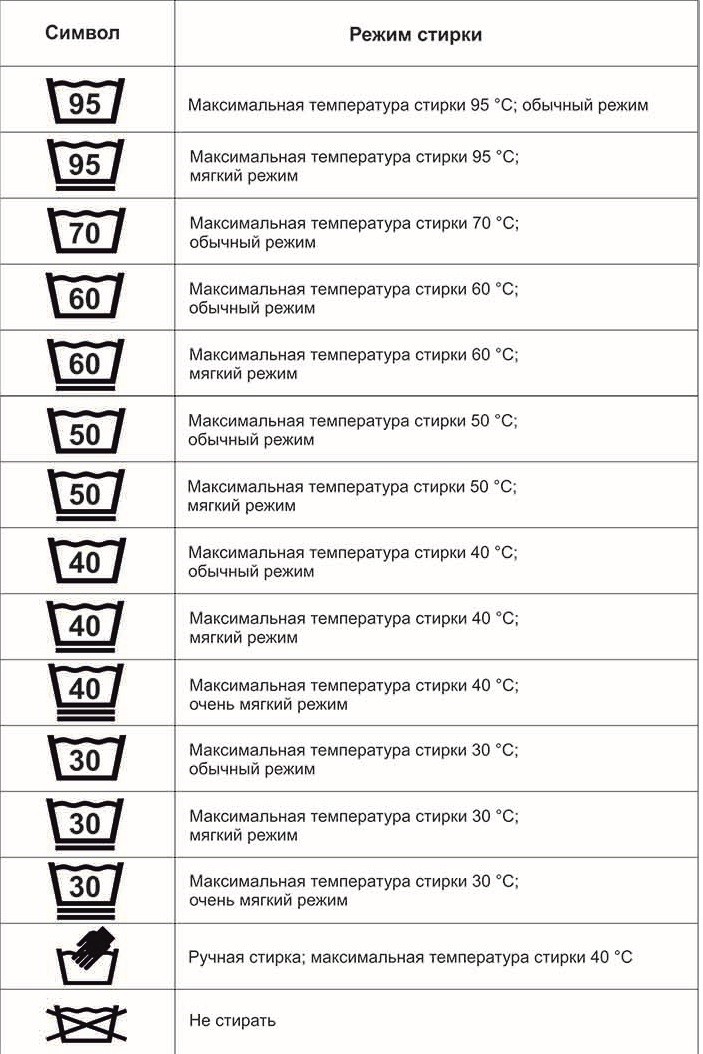 Символ
Режим стирки
95
Максимальная температура стирки 95 °C; обычный режим
95
Максимальная температура стирки 95 °C;
мягкий режим
70
Максимальная температура стирки 70 °C;
обычный режим
60
Максимальная температура стирки 60 °C;
обычный режим
60
Максимальная температура стирки 60 °C;
мягкий режим
50
Максимальная температура стирки 50 °C;
обычный режим
50
Максимальная температура стирки 50 °C;
мягкий режим
40
Максимальная температура стирки 40 °C;
обычный режим
40
Максимальная температура стирки 40 °C;
мягкий режим
40
Максимальная температура стирки 40 °C;
очень мягкий режим
30
Максимальная температура стирки 30 °C;
обычный режим
30
Максимальная температура стирки 30 °C;
мягкий режим
30
Максимальная температура стирки 30 °C;
очень мягкий режим
Ручная стирка; максимальная температура стирки 40 °C
Не стирать